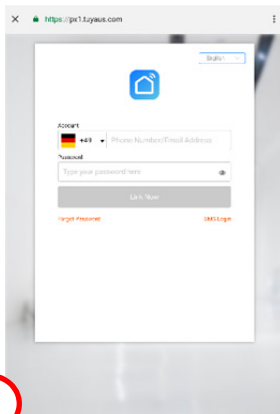 https://px1.tuyaus.com
English
Account
+49 Phone Number/Email Address
Password
Type your password here
Link Now
Forgot Password SMS Login